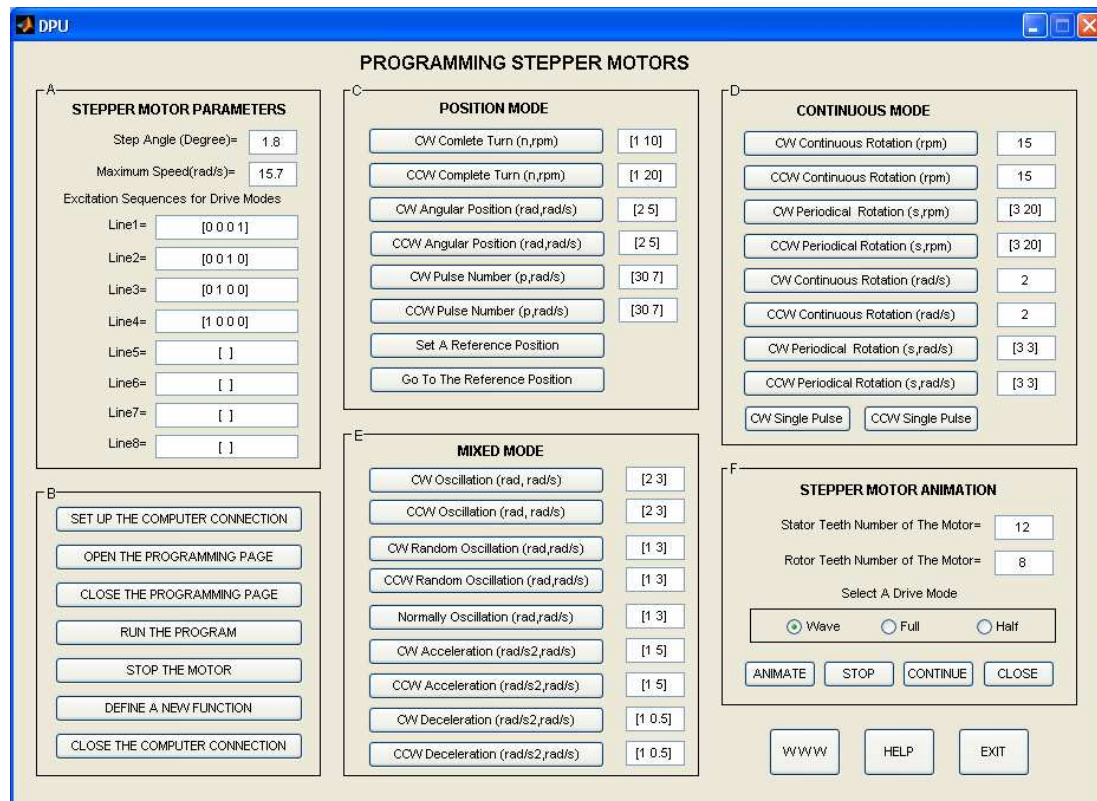 DPU
PROGRAMMING STEPPER MOTORS
A
STEPPER MOTOR PARAMETERS
Step Angle (Degree)= 1.8
Maximum Speed(rad/s)= 15.7
Excitation Sequences for Drive Modes
Line1= [0 0 0 1]
Line2= [0 0 1 0]
Line3= [0 1 0 0]
Line4= [1 0 0 0]
Line5= [ ]
Line6= [ ]
Line7= [ ]
Line8= [ ]
B
SET UP THE COMPUTER CONNECTION
OPEN THE PROGRAMMING PAGE
CLOSE THE PROGRAMMING PAGE
RUN THE PROGRAM
STOP THE MOTOR
DEFINE A NEW FUNCTION
CLOSE THE COMPUTER CONNECTION
C
POSITION MODE
CW Comlete Turn (n,rpm) [1 10]
CCW Complete Turn (n,rpm) [1 20]
CW Angular Position (rad,rad/s) [2 5]
CCW Angular Position (rad,rad/s) [2 5]
CW Pulse Number (p,rad/s) [30 7]
CCW Pulse Number (p,rad/s) [30 7]
Set A Reference Position
Go To The Reference Position
E
MIXED MODE
CW Oscillation (rad, rad/s) [2 3]
CCW Oscillation (rad, rad/s) [2 3]
CW Random Oscillation (rad,rad/s) [1 3]
CCW Random Oscillation (rad,rad/s) [1 3]
Normally Oscillation (rad,rad/s) [1 3]
CW Acceleration (rad/s2,rad/s) [1 5]
CCW Acceleration (rad/s2,rad/s) [1 5]
CW Deceleration (rad/s2,rad/s) [1 0.5]
CCW Deceleration (rad/s2,rad/s) [1 0.5]
D
CONTINUOUS MODE
CW Continuous Rotation (rpm) 15
CCW Continuous Rotation (rpm) 15
CW Periodical Rotation (s,rpm) [3 20]
CCW Periodical Rotation (s,rpm) [3 20]
CW Continuous Rotation (rad/s) 2
CCW Continuous Rotation (rad/s) 2
CW Periodical Rotation (s,rad/s) [3 3]
CCW Periodical Rotation (s,rad/s) [3 3]
CW Single Pulse CCW Single Pulse
F
STEPPER MOTOR ANIMATION
Stator Teeth Number of The Motor= 12
Rotor Teeth Number of The Motor= 8
Select A Drive Mode
Wave Full Half
ANIMATE STOP CONTINUE CLOSE
WWW HELP EXIT